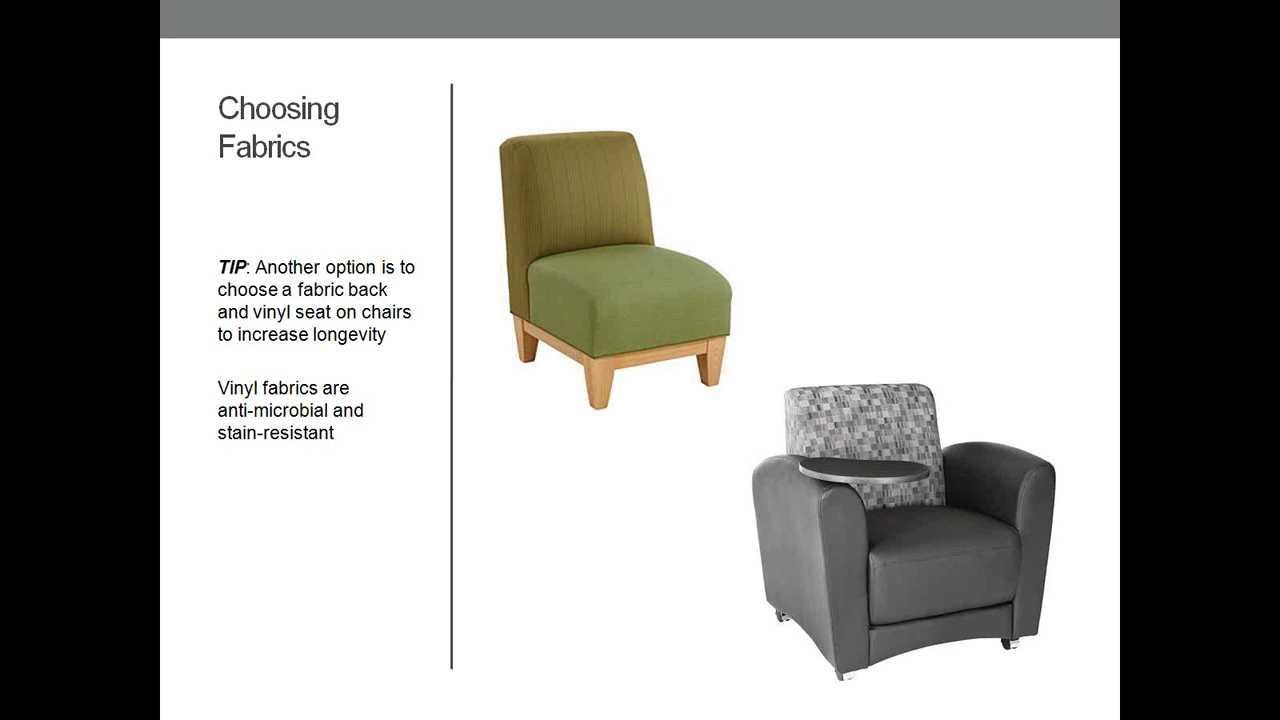 Choosing
Fabrics
TIP: Another option is to
choose a fabric back
and vinyl seat on chairs
to increase longevity
Vinyl fabrics are
anti-microbial and
stain-resistant